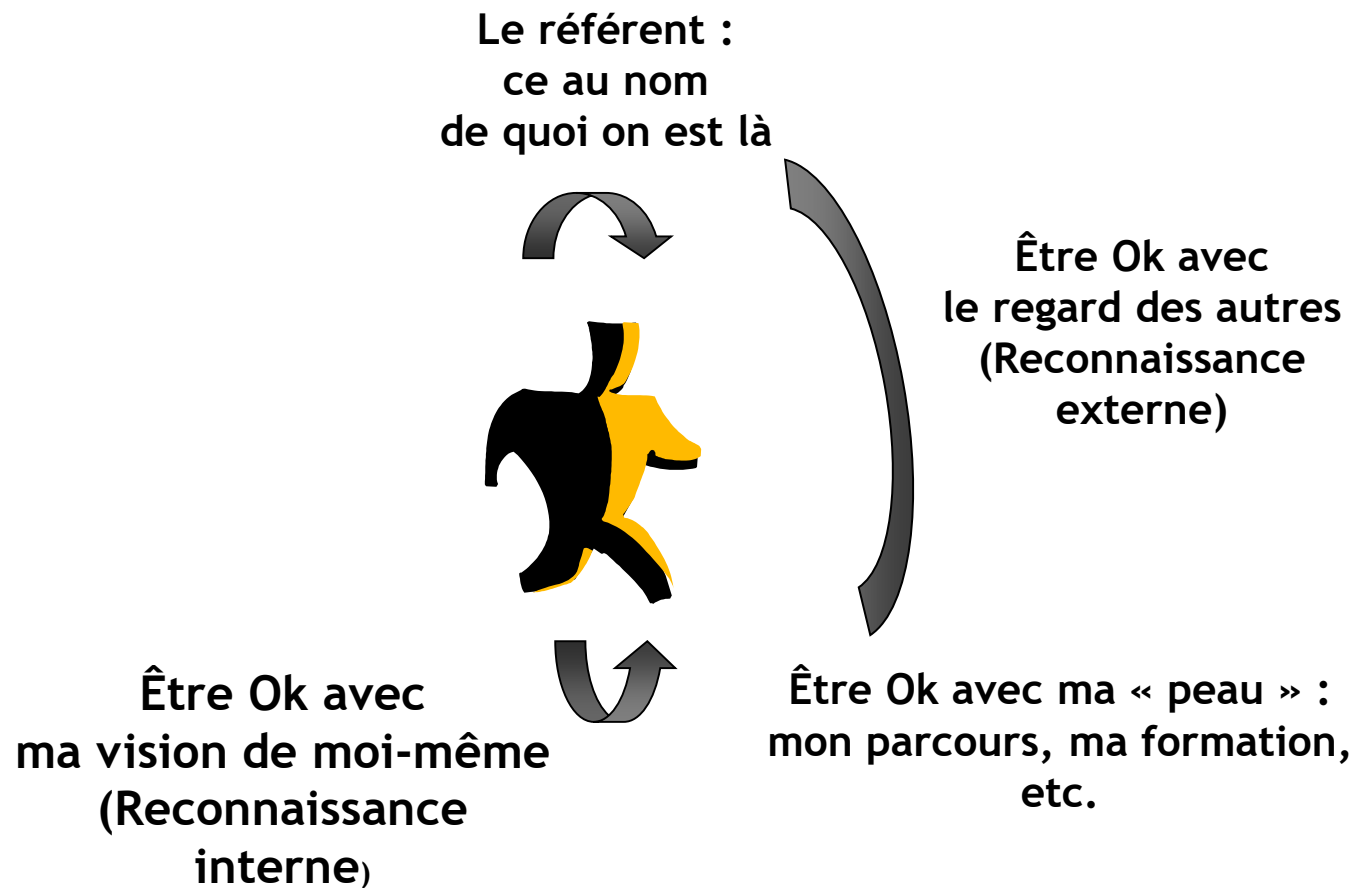 Le référent :
ce au nom
de quoi on est là
Être Ok avec
le regard des autres
(Reconnaissance
externe)
Être Ok avec
ma vision de moi-même
(Reconnaissance
interne)
Être Ok avec ma « peau » :
mon parcours, ma formation,
etc.